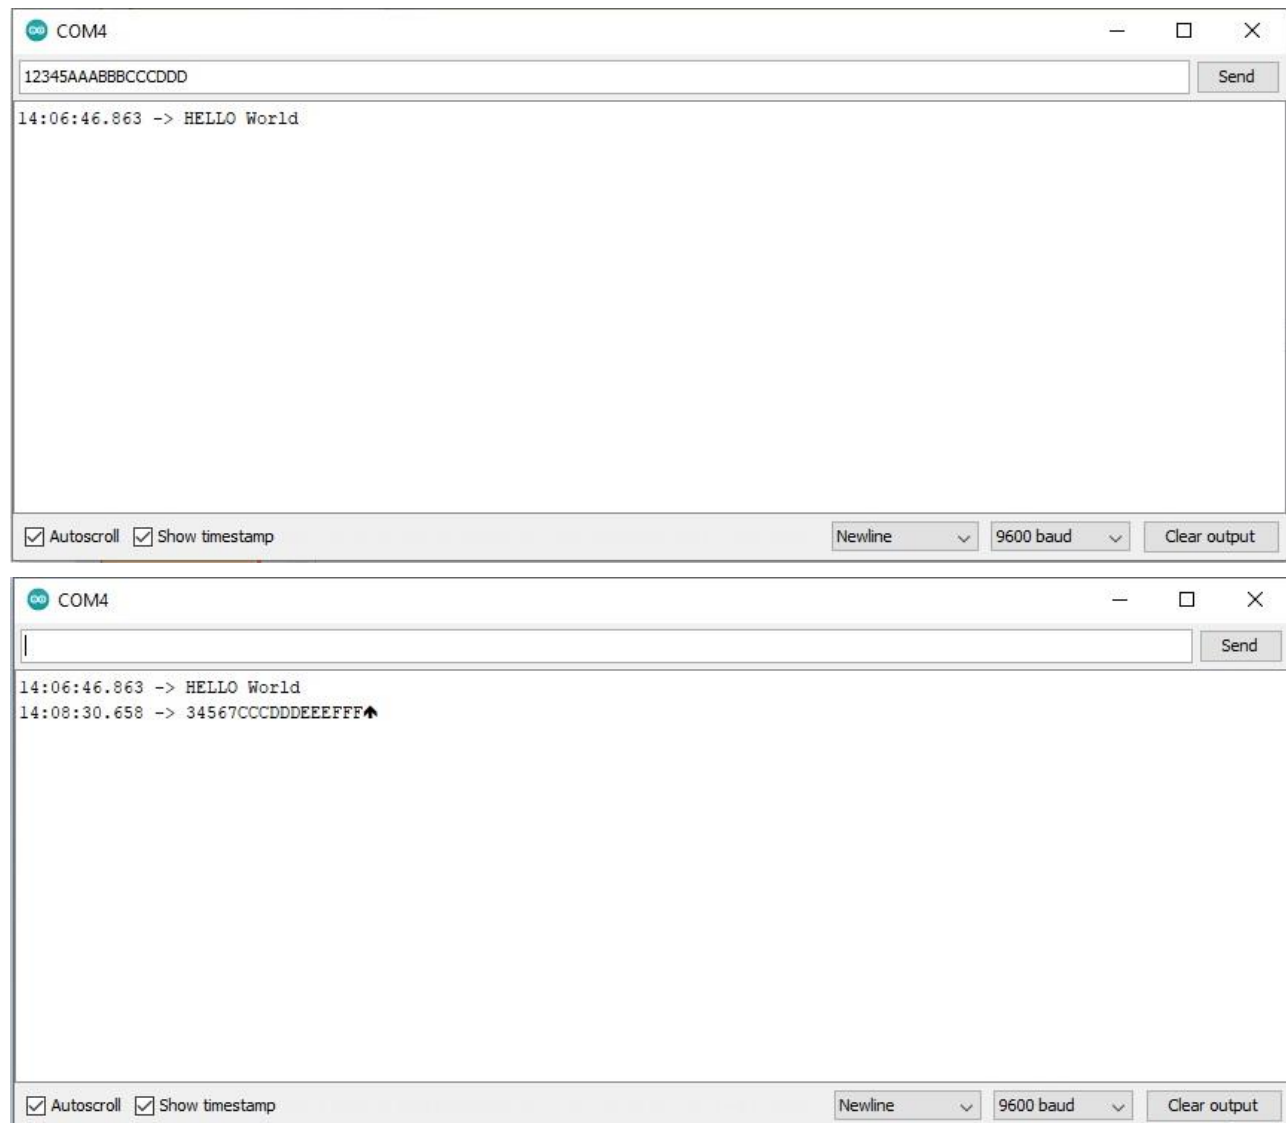 COM4
12345AAABBBCCCDDD
Send
14:06:46.863 -> HELLO World
Autoscroll Show timestamp Newline 9600 baud Clear output
COM4
Send
14:06:46.863 -> HELLO World
14:08:30.658 -> 34567CCCDDDEEEFFF🡹
Autoscroll Show timestamp Newline 9600 baud Clear output